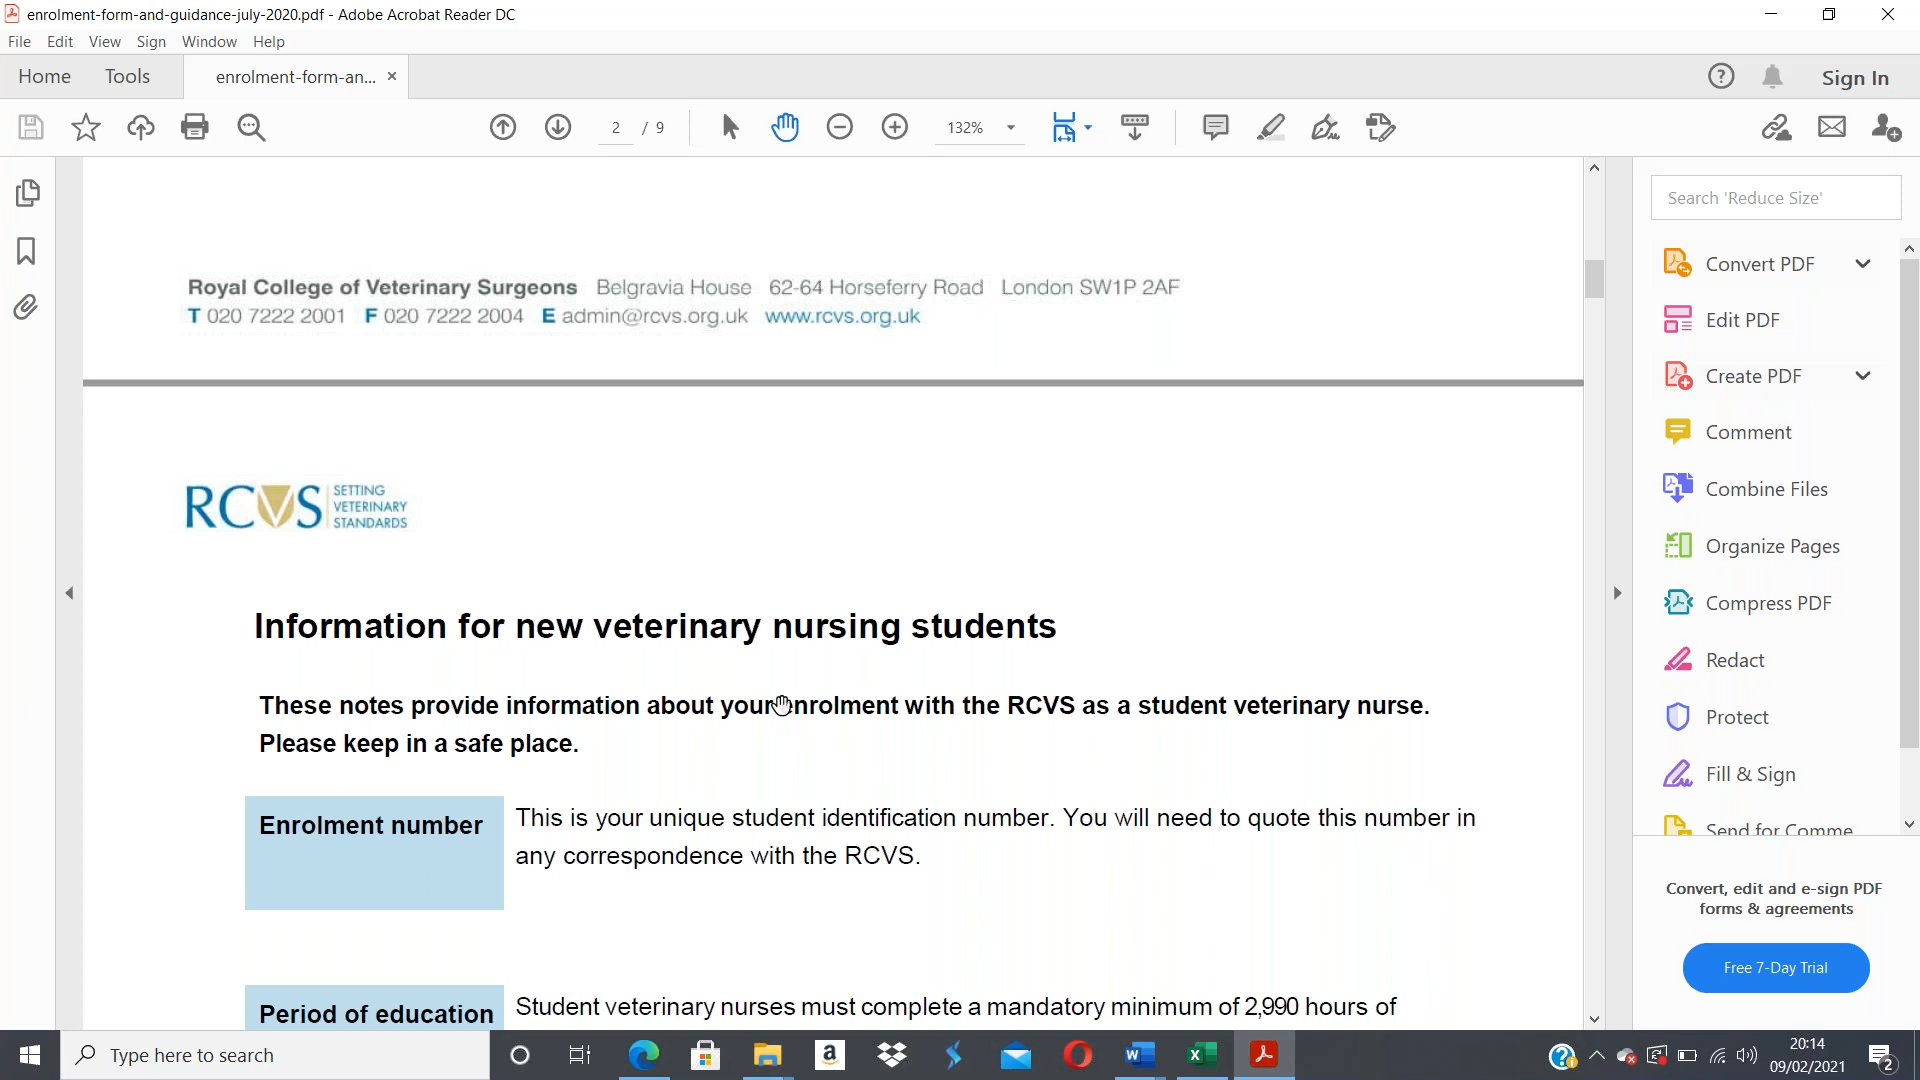 enrolment-form-and-guidance-july-2020.pdf - Adobe Acrobat Reader DC
File Edit View Sign Window Help
Home Tools enrolment-form-an... × Sign In
2 / 9 132%
Search 'Reduce Size'
Royal College of Veterinary Surgeons Belgravia House 62-64 Horseferry Road London SW1P 2AF
T 020 7222 2001 F 020 7222 2004 E admin@rcvs.org.uk www.rcvs.org.uk
RCVS SETTING
VETERINARY
STANDARDS
Information for new veterinary nursing students
These notes provide information about your enrolment with the RCVS as a student veterinary nurse.
Please keep in a safe place.
Enrolment number
This is your unique student identification number. You will need to quote this number in
any correspondence with the RCVS.
Period of education
Student veterinary nurses must complete a mandatory minimum of 2,990 hours of
Convert PDF
Edit PDF
Create PDF
Comment
Combine Files
Organize Pages
Compress PDF
Redact
Protect
Fill & Sign
Send for Comme
Convert, edit and e-sign PDF
forms & agreements
Free 7-Day Trial
Type here to search
20:14
09/02/2021
2